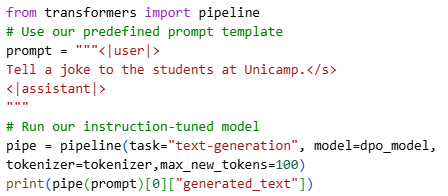 from transformers import pipeline
# Use our predefined prompt template
prompt = """<|user|>
Tell a joke to the students at Unicamp.</s>
<|assistant|>
"""
# Run our instruction-tuned model
pipe = pipeline(task="text-generation", model=dpo_model,
tokenizer=tokenizer,max_new_tokens=100)
print(pipe(prompt)[0]["generated_text"])